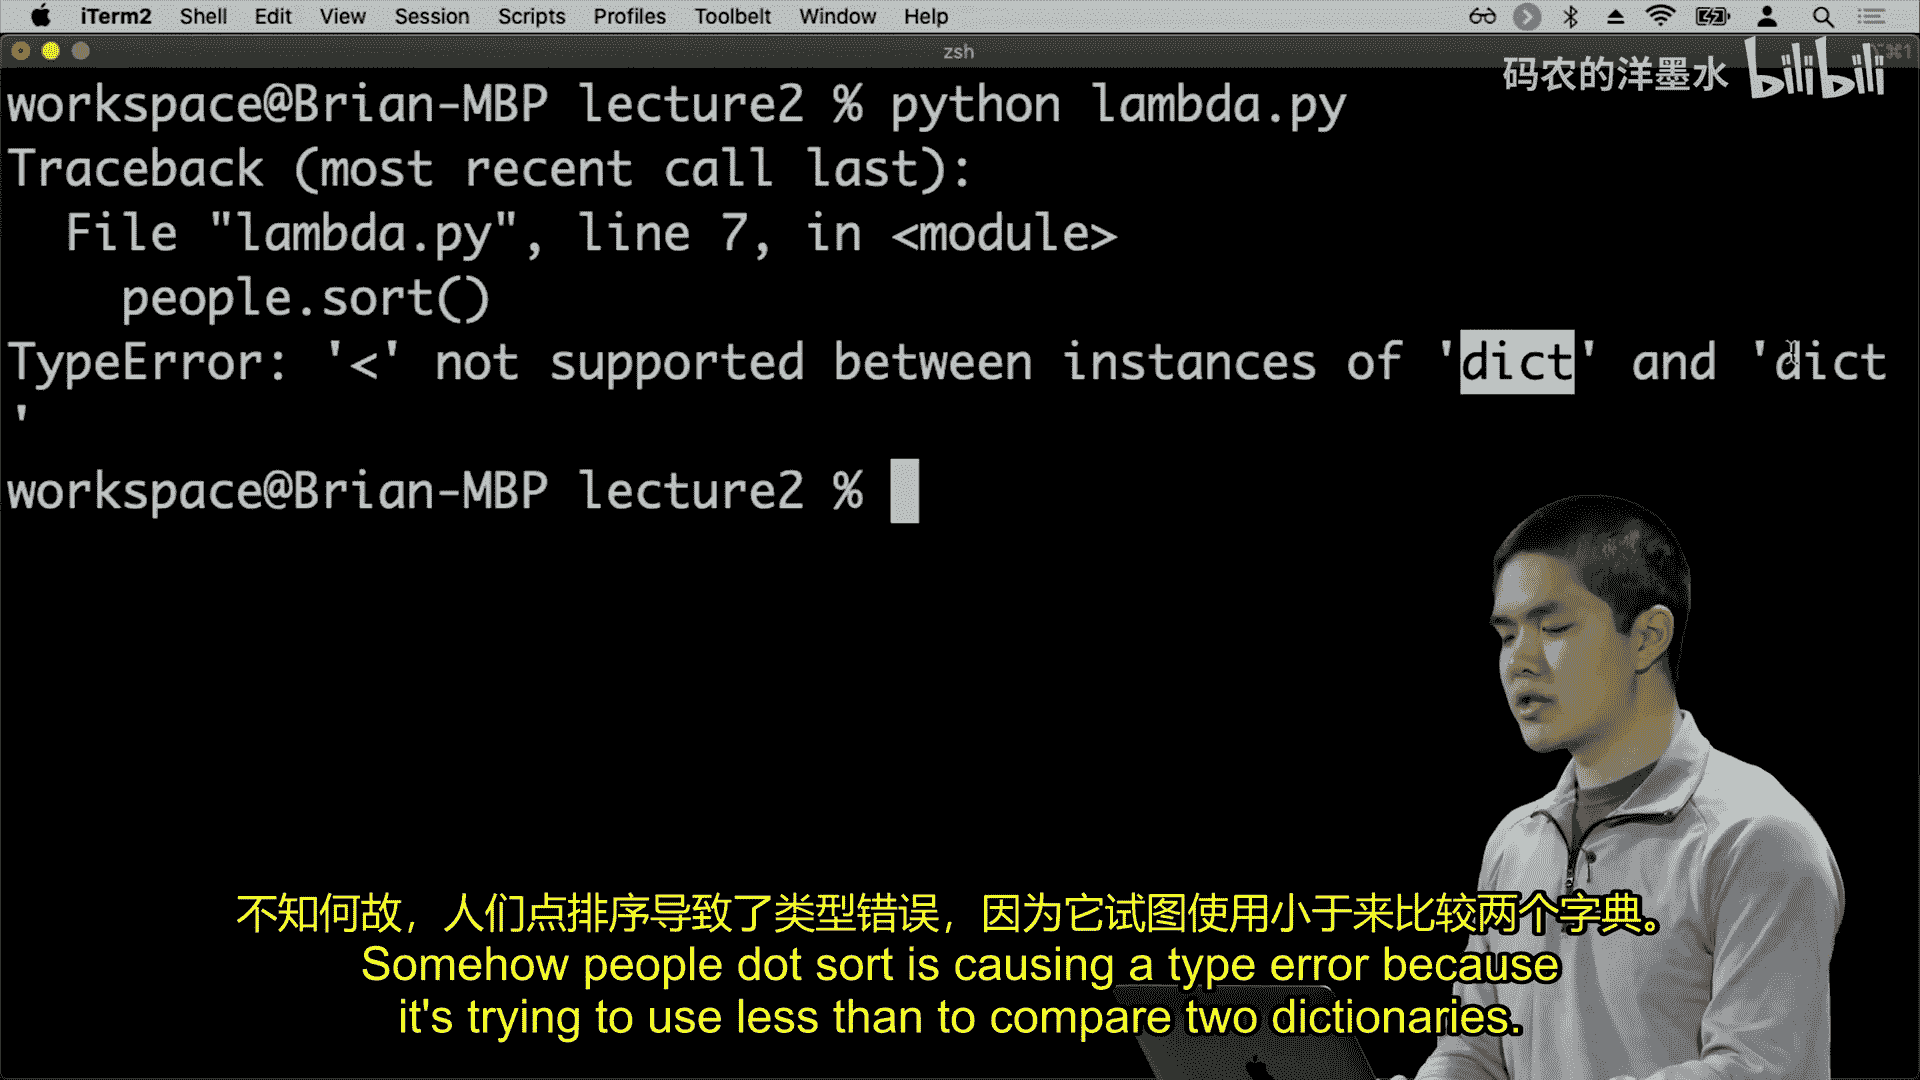 iTerm2 Shell Edit View Session Scripts Profiles Toolbelt Window Help
zsh
⌘1
码农的洋墨水 bilibili
workspace@Brian-MBP lecture2 % python lambda.py
Traceback (most recent call last):
  File "lambda.py", line 7, in <module>
    people.sort()
TypeError: '<' not supported between instances of 'dict' and 'dict
'
workspace@Brian-MBP lecture2 %
不知何故，人们点排序导致了类型错误，因为它试图使用小于来比较两个字典。
Somehow people dot sort is causing a type error because
it's trying to use less than to compare two dictionaries.